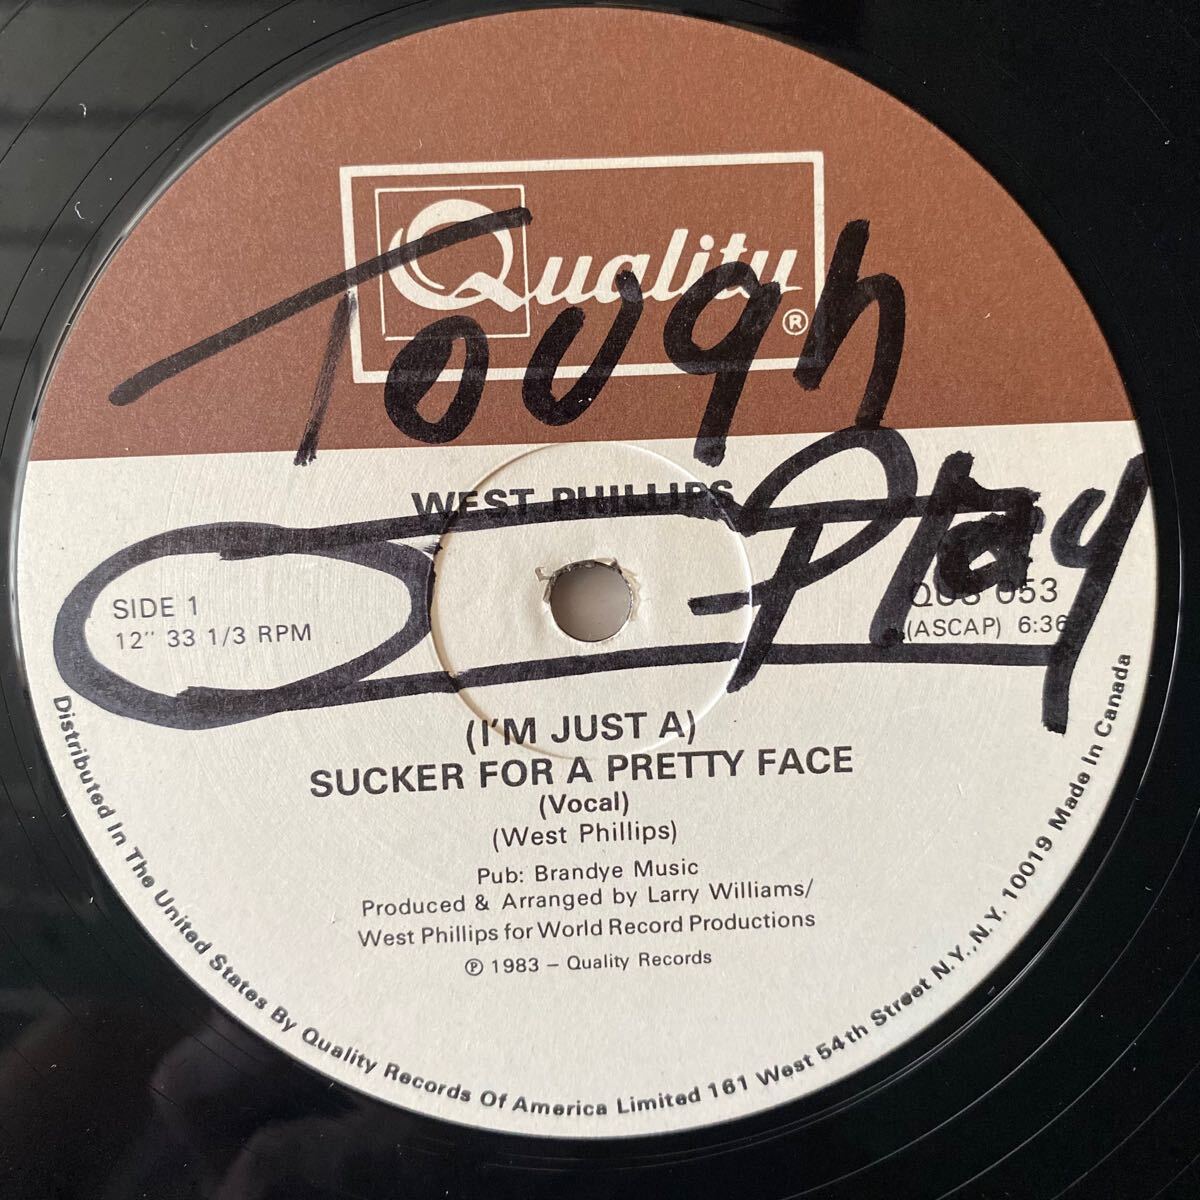 Quality
®
Tough
Play
WEST PHILLIPS
SIDE 1
12" 33 1/3 RPM
QUS 053
(ASCAP) 6:36
(I'M JUST A)
SUCKER FOR A PRETTY FACE
(Vocal)
(West Phillips)
Pub: Brandye Music
Produced & Arranged by Larry Williams/
West Phillips for World Record Productions
℗ 1983 – Quality Records
Distributed In The United States By Quality Records Of America Limited 161 West 54th Street N.Y., N.Y. 10019 Made In Canada